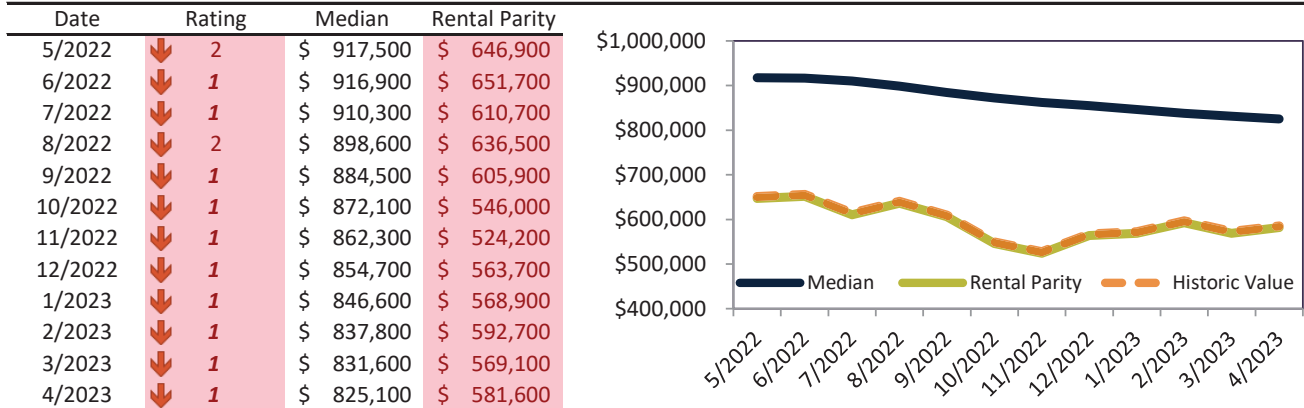 Date Rating Median Rental Parity
5/2022 2 $ 917,500 $ 646,900
6/2022 1 $ 916,900 $ 651,700
7/2022 1 $ 910,300 $ 610,700
8/2022 2 $ 898,600 $ 636,500
9/2022 1 $ 884,500 $ 605,900
10/2022 1 $ 872,100 $ 546,000
11/2022 1 $ 862,300 $ 524,200
12/2022 1 $ 854,700 $ 563,700
1/2023 1 $ 846,600 $ 568,900
2/2023 1 $ 837,800 $ 592,700
3/2023 1 $ 831,600 $ 569,100
4/2023 1 $ 825,100 $ 581,600
$1,000,000
$900,000
$800,000
$700,000
$600,000
$500,000
$400,000
Median Rental Parity Historic Value
5/2022 6/2022 7/2022 8/2022 9/2022 10/2022 11/2022 12/2022 1/2023 2/2023 3/2023 4/2023